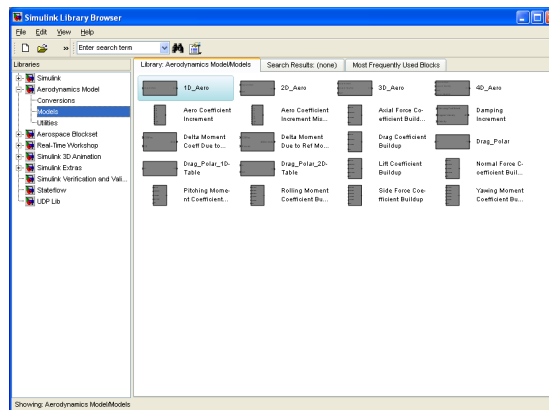 Simulink Library Browser
File Edit View Help
» Enter search term
Libraries
Library: Aerodynamics Model/Models Search Results: (none) Most Frequently Used Blocks
Simulink
Aerodynamics Model
Conversions
Models
Utilities
Aerospace Blockset
Real-Time Workshop
Simulink 3D Animation
Simulink Extras
Simulink Verification and Vali...
Stateflow
UDP Lib
1D_Aero 2D_Aero 3D_Aero 4D_Aero
Aero Coefficient Aero Coefficient Axial Force Co- Damping
Increment Increment Mis... efficient Build... Increment
Delta Moment Delta Moment Drag Coefficient Drag_Polar
Coeff Due to... Due to Ref Mo... Buildup
Drag_Polar_1D- Drag_Polar_2D- Lift Coefficient Normal Force C-
Table Table Buildup oefficient Buil...
Pitching Mome- Rolling Moment Side Force Coe- Yawing Moment
nt Coefficient... Coefficient Bu... fficient Buildup Coefficient Bu...
Showing: Aerodynamics Model/Models